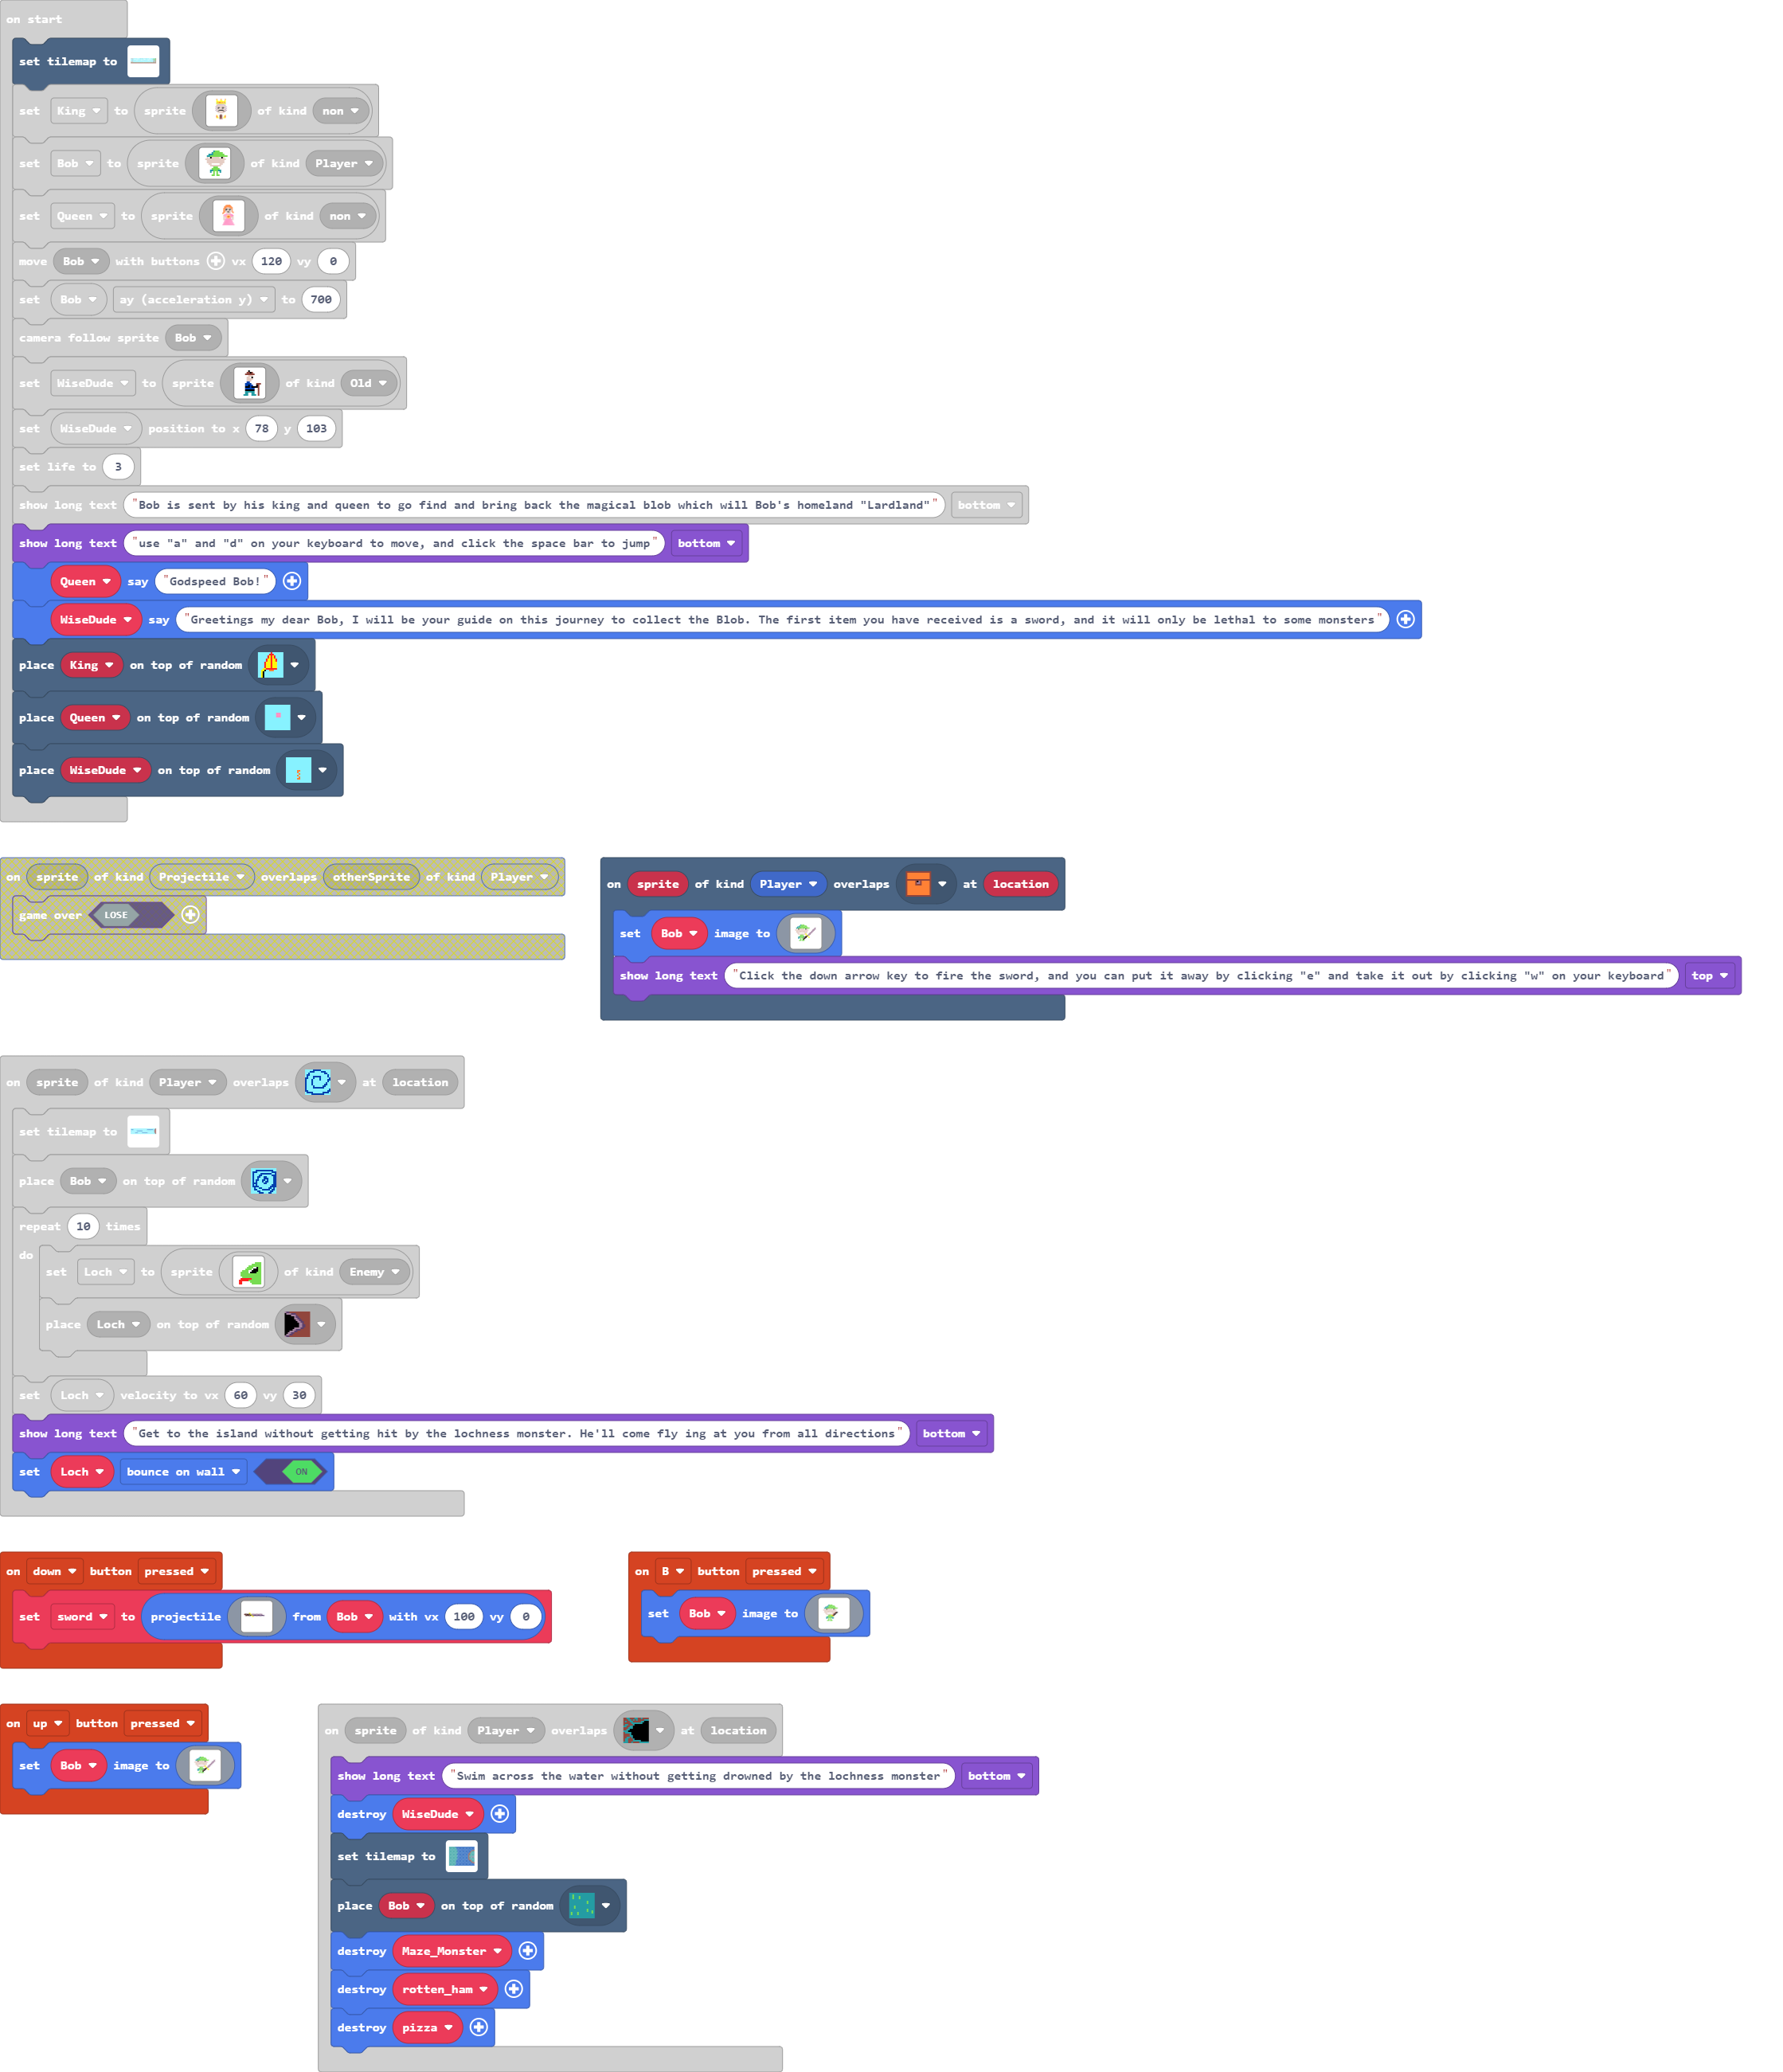 on start
set tilemap to
set King to sprite of kind non
set Bob to sprite of kind Player
set Queen to sprite of kind non
move Bob with buttons vx 120 vy 0
set Bob ay (acceleration y) to 700
camera follow sprite Bob
set WiseDude to sprite of kind Old
set WiseDude position to x 78 y 103
set life to 3
show long text "Bob is sent by his king and queen to go find and bring back the magical blob which will Bob's homeland "Lardland"" bottom
show long text "use "a" and "d" on your keyboard to move, and click the space bar to jump" bottom
Queen say "Godspeed Bob!"
WiseDude say "Greetings my dear Bob, I will be your guide on this journey to collect the Blob. The first item you have received is a sword, and it will only be lethal to some monsters"
place King on top of random
place Queen on top of random
place WiseDude on top of random
on sprite of kind Projectile overlaps otherSprite of kind Player
game over LOSE
on sprite of kind Player overlaps at location
set Bob image to
show long text "Click the down arrow key to fire the sword, and you can put it away by clicking "e" and take it out by clicking "w" on your keyboard" top
on sprite of kind Player overlaps at location
set tilemap to
place Bob on top of random
repeat 10 times
do
set Loch to sprite of kind Enemy
place Loch on top of random
set Loch velocity to vx 60 vy 30
show long text "Get to the island without getting hit by the lochness monster. He'll come fly ing at you from all directions" bottom
set Loch bounce on wall ON
on down button pressed
set sword to projectile from Bob with vx 100 vy 0
on B button pressed
set Bob image to
on up button pressed
set Bob image to
on sprite of kind Player overlaps at location
show long text "Swim across the water without getting drowned by the lochness monster" bottom
destroy WiseDude
set tilemap to
place Bob on top of random
destroy Maze_Monster
destroy rotten_ham
destroy pizza